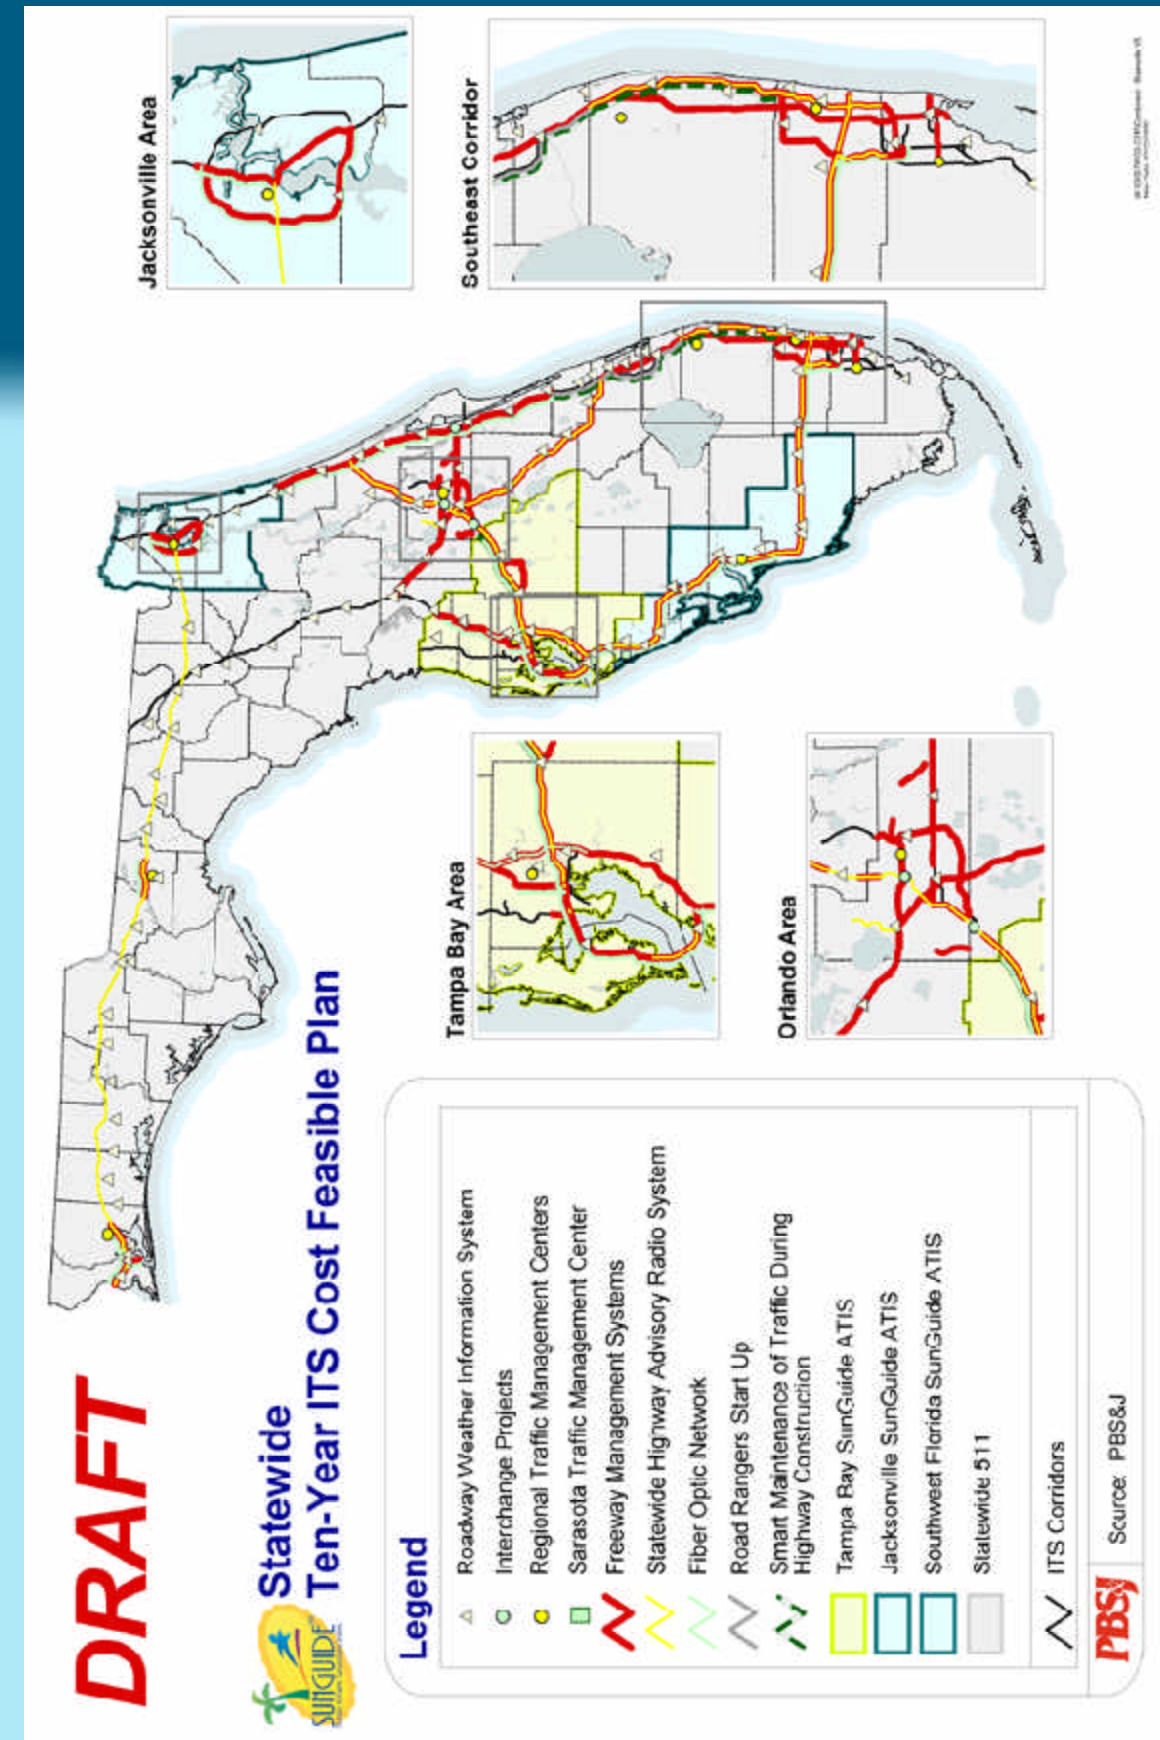 DRAFT
Statewide
Ten-Year ITS Cost Feasible Plan
SUNGUIDE
Legend
Roadway Weather Information System
Interchange Projects
Regional Traffic Management Centers
Sarasota Traffic Management Center
Freeway Management Systems
Statewide Highway Advisory Radio System
Fiber Optic Network
Road Rangers Start Up
Smart Maintenance of Traffic During
Highway Construction
Tampa Bay SunGuide ATIS
Jacksonville SunGuide ATIS
Southwest Florida SunGuide ATIS
Statewide 511
ITS Corridors
PBS&J
Source: PBS&J
Tampa Bay Area
Orlando Area
Jacksonville Area
Southeast Corridor